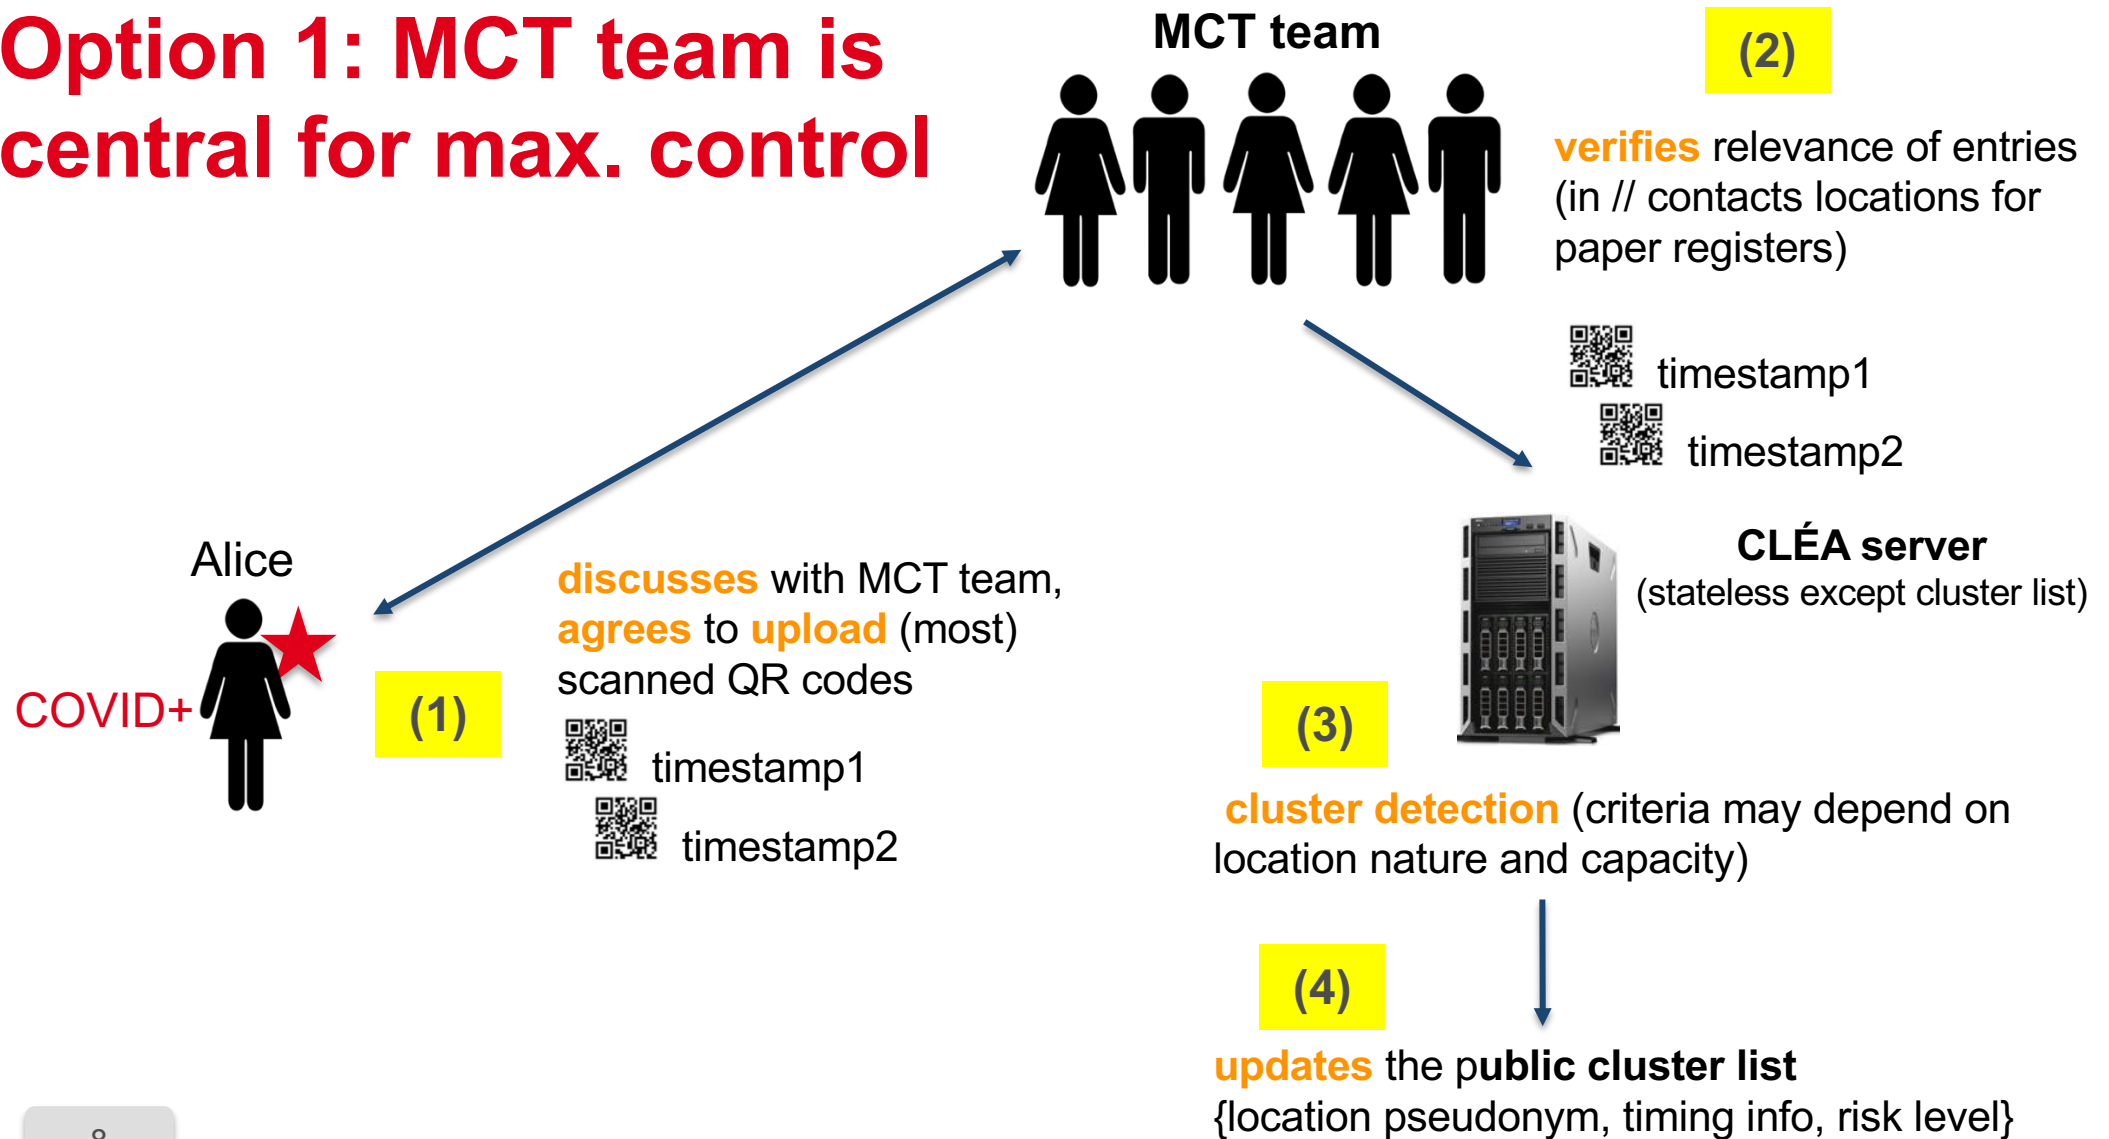 Option 1: MCT team is
central for max. control
MCT team
(2)
verifies relevance of entries
(in // contacts locations for
paper registers)
timestamp1
timestamp2
CLÉA server
(stateless except cluster list)
Alice
COVID+
(1)
discusses with MCT team,
agrees to upload (most)
scanned QR codes
timestamp1
timestamp2
(3)
cluster detection (criteria may depend on
location nature and capacity)
(4)
updates the public cluster list
{location pseudonym, timing info, risk level}